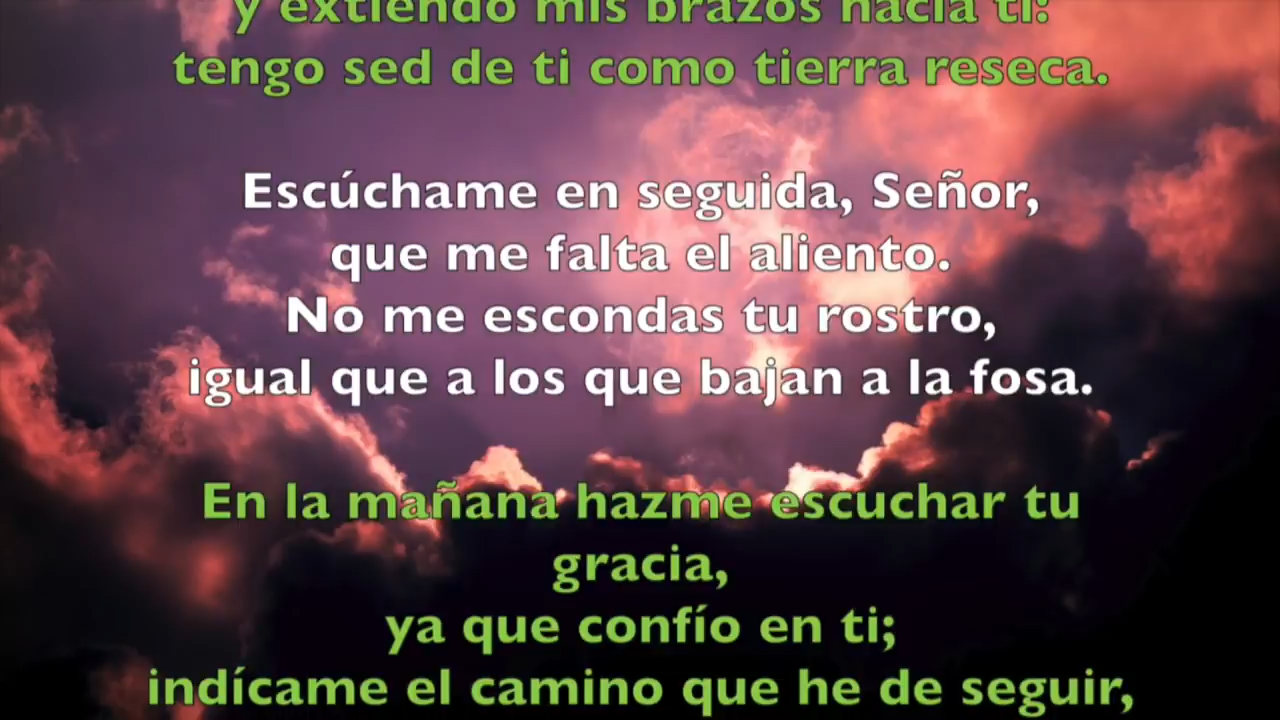 y extiendo mis brazos hacia ti:
tengo sed de ti como tierra reseca.
Escúchame en seguida, Señor,
que me falta el aliento.
No me escondas tu rostro,
igual que a los que bajan a la fosa.
En la mañana hazme escuchar tu
gracia,
ya que confío en ti;
indícame el camino que he de seguir,